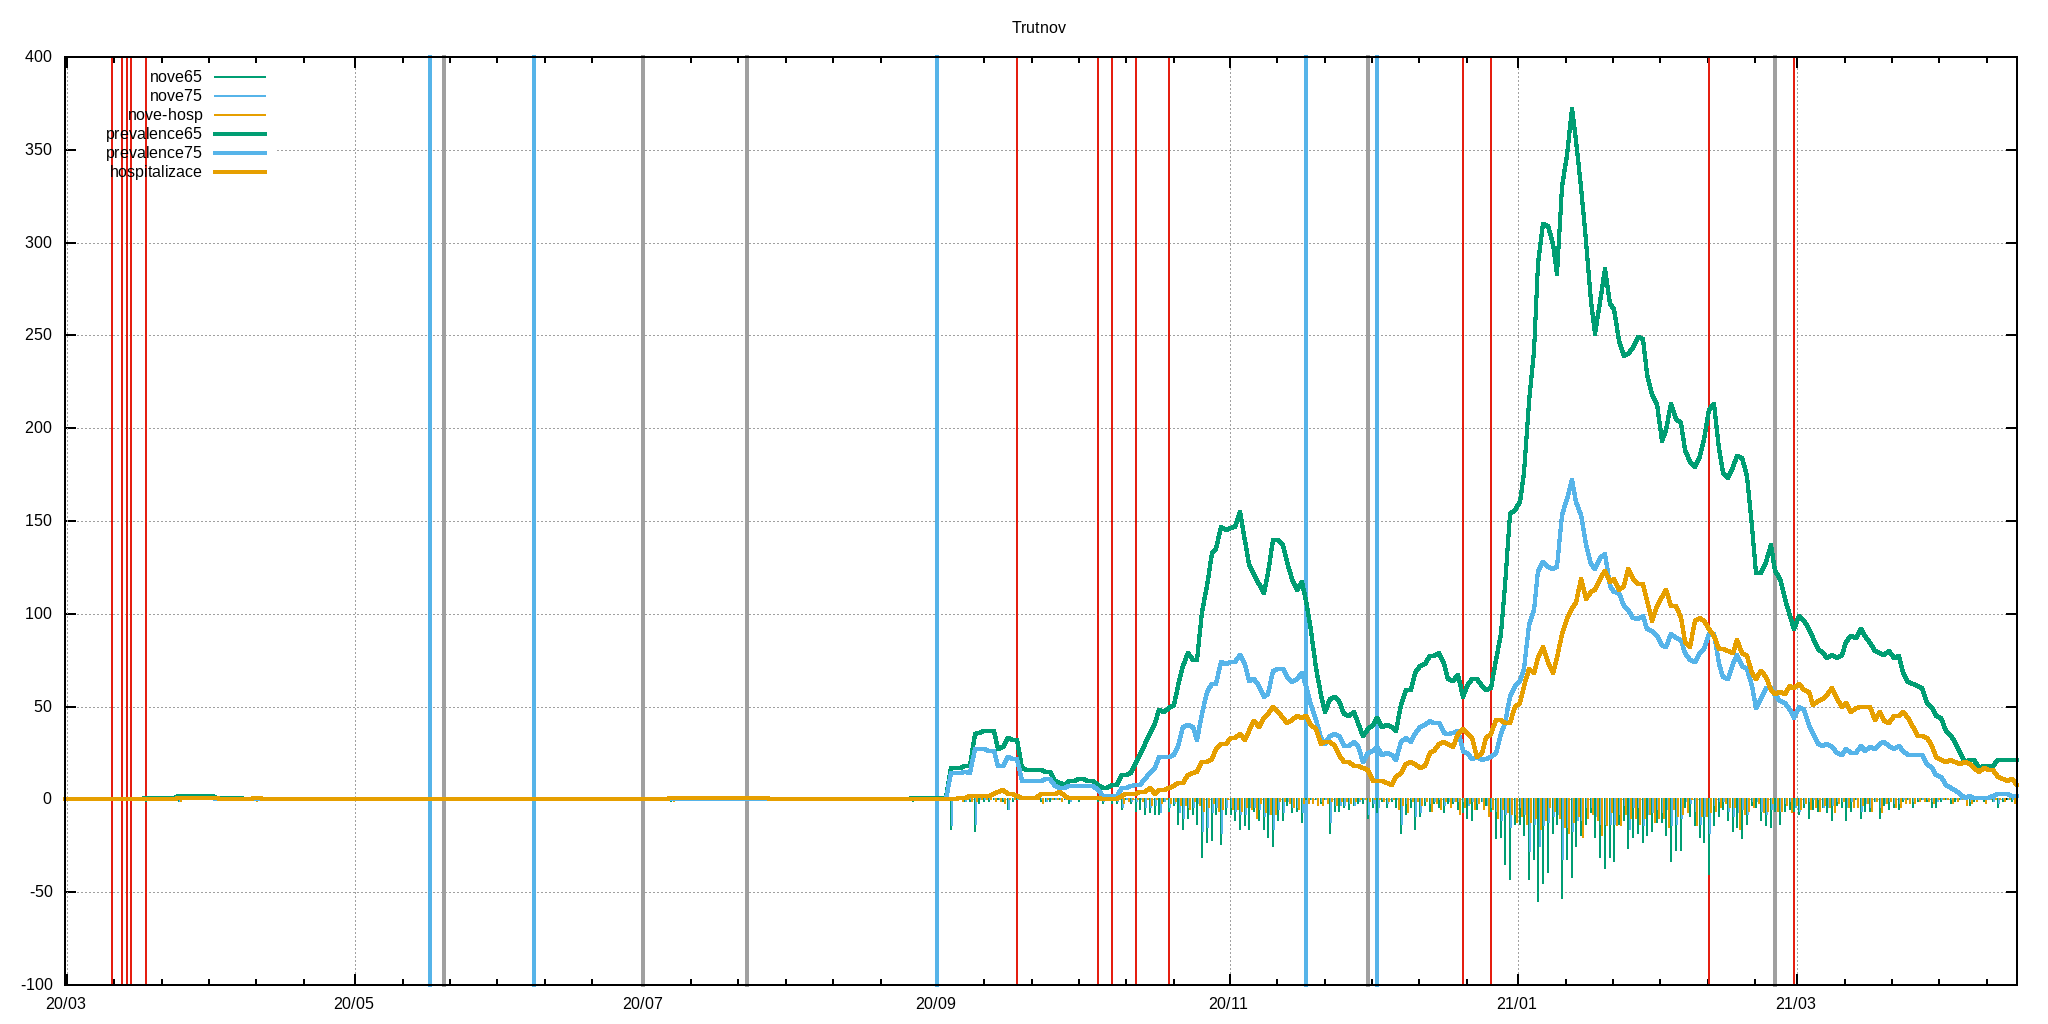 Trutnov
400
350
300
250
200
150
100
50
0
-50
-100
nove65
nove75
nove-hosp
prevalence65
prevalence75
hospitalizace
20/03 20/05 20/07 20/09 20/11 21/01 21/03